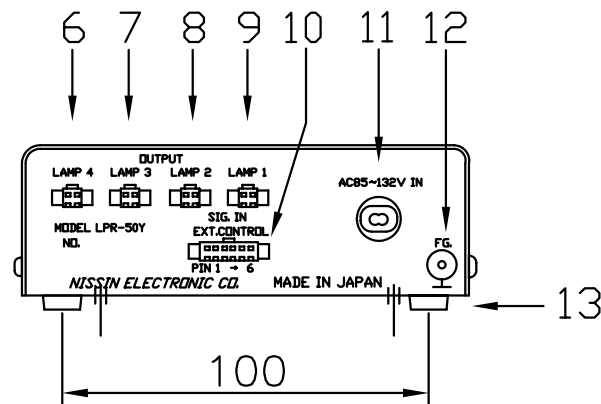 6 7 8 9 10 11 12
OUTPUT
LAMP 4 LAMP 3 LAMP 2 LAMP 1
AC85~132V IN
MODEL LPR-50Y
NO.
SIG. IN
EXT.CONTROL
FG.
PIN 1 → 6
NISSIN ELECTRONIC CO. MADE IN JAPAN
13
100